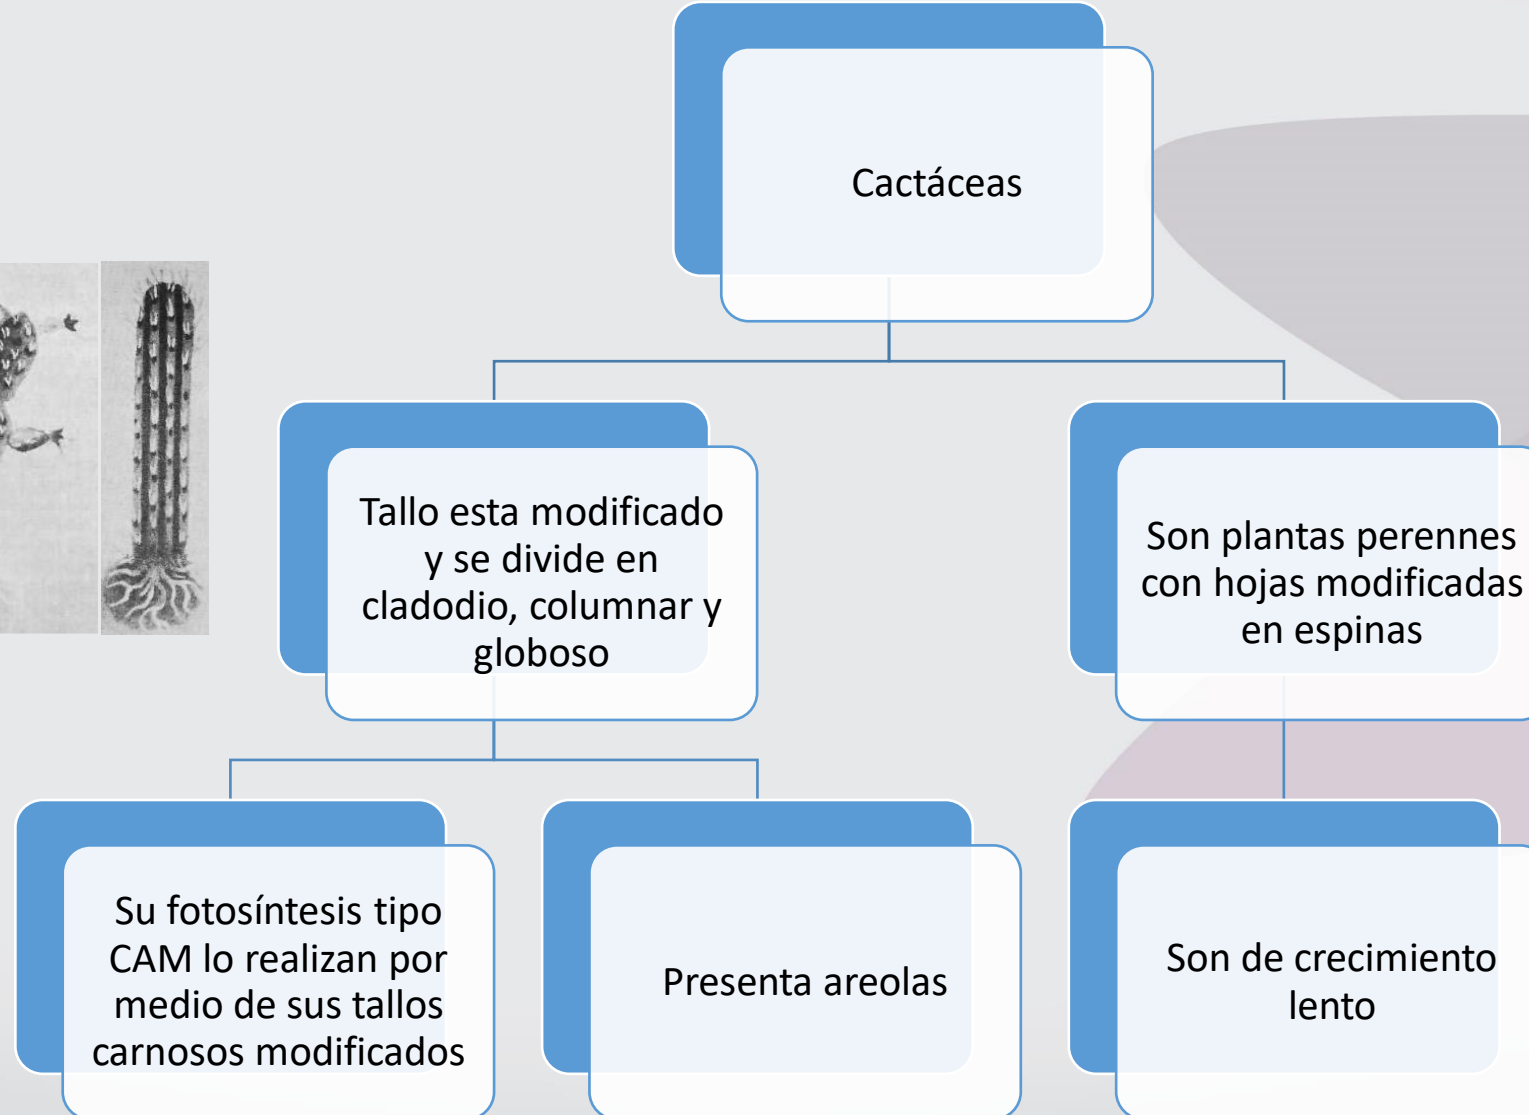 Cactáceas
Tallo esta modificado
y se divide en
cladodio, columnar y
globoso
Son plantas perennes
con hojas modificadas
en espinas
Su fotosíntesis tipo
CAM lo realizan por
medio de sus tallos
carnosos modificados
Presenta areolas
Son de crecimiento
lento